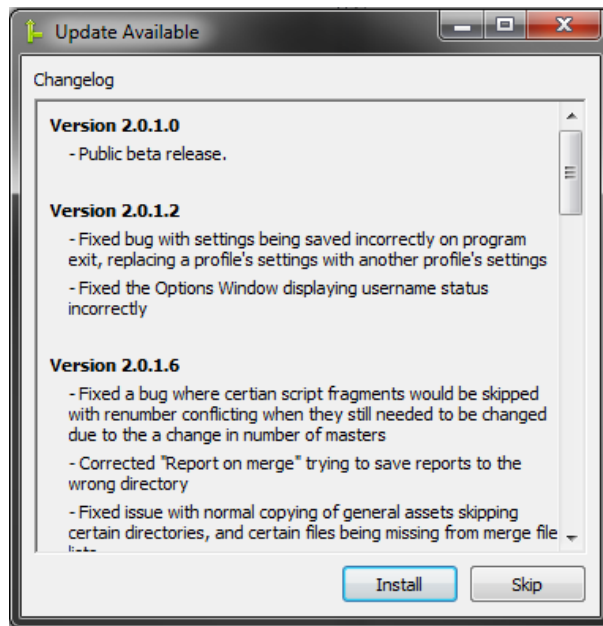 Update Available
Changelog
Version 2.0.1.0
- Public beta release.
Version 2.0.1.2
- Fixed bug with settings being saved incorrectly on program
exit, replacing a profile's settings with another profile's settings
- Fixed the Options Window displaying username status
incorrectly
Version 2.0.1.6
- Fixed a bug where certian script fragments would be skipped
with renumber conflicting when they still needed to be changed
due to the a change in number of masters
- Corrected "Report on merge" trying to save reports to the
wrong directory
- Fixed issue with normal copying of general assets skipping
certain directories, and certain files being missing from merge file
Install
Skip